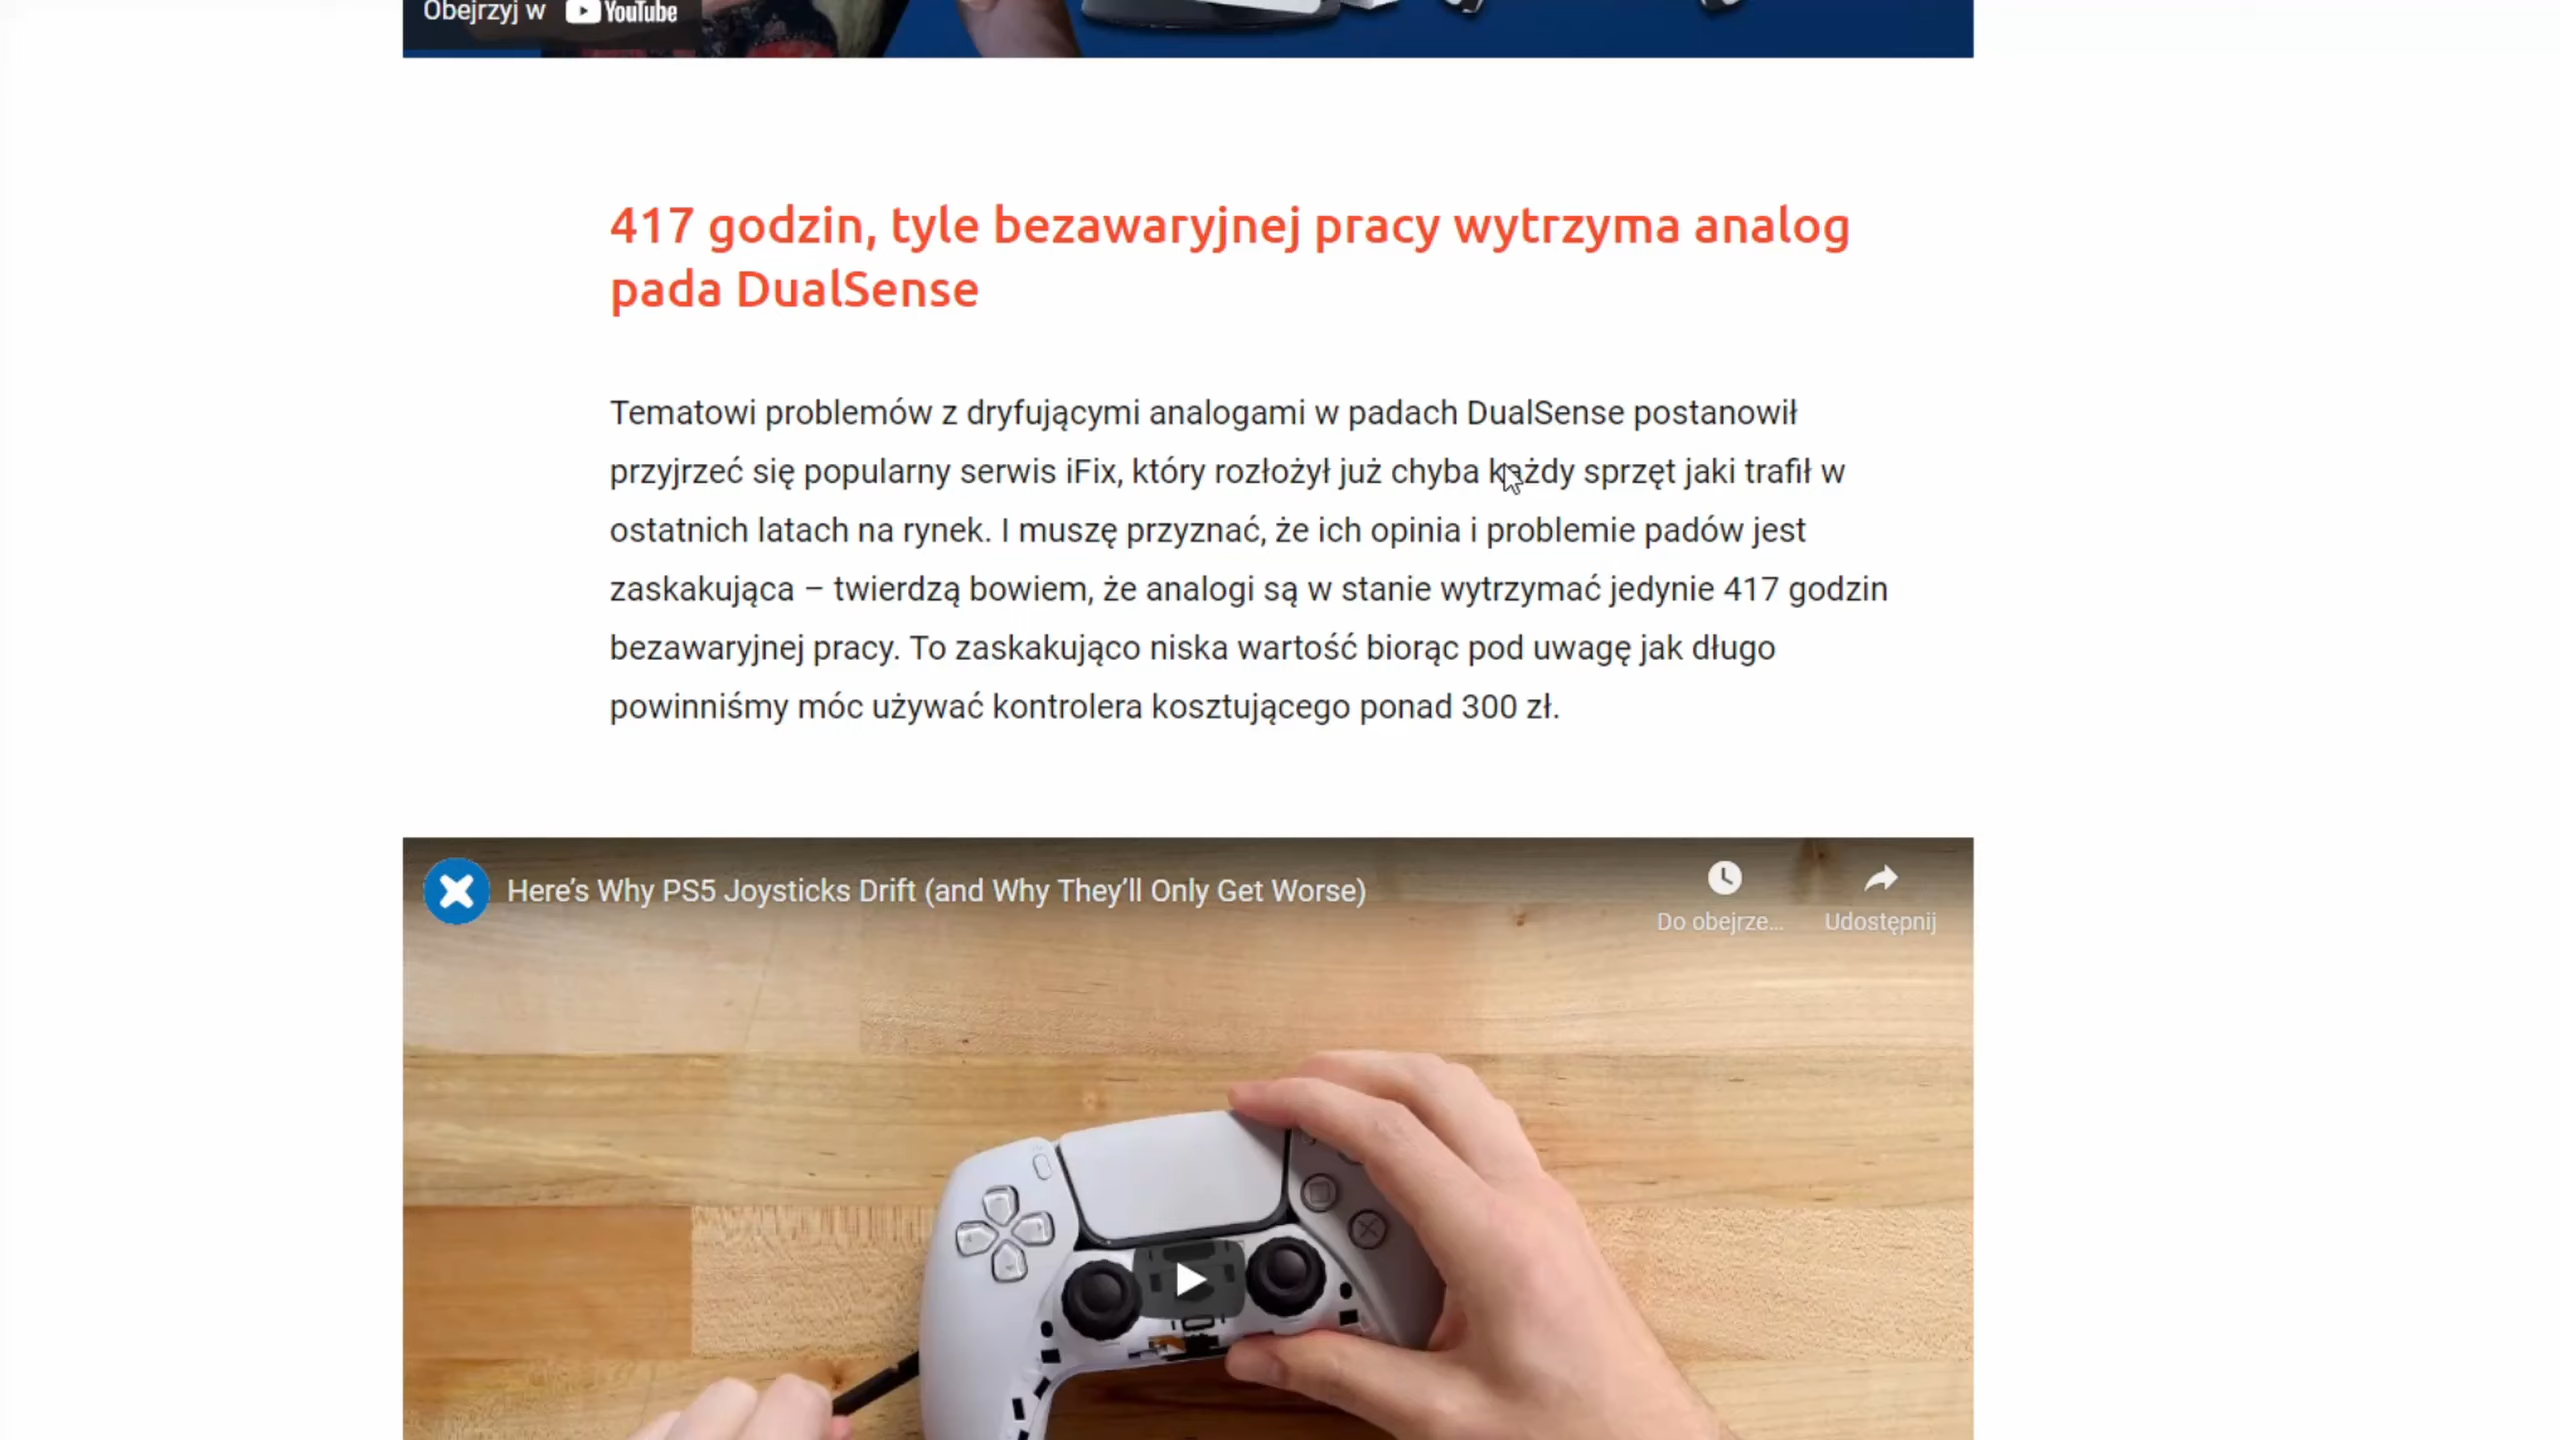 Obejrzyj w YouTube
417 godzin, tyle bezawaryjnej pracy wytrzyma analog
pada DualSense
Tematowi problemów z dryfującymi analogami w padach DualSense postanowił
przyjrzeć się popularny serwis iFix, który rozłożył już chyba każdy sprzęt jaki trafił w
ostatnich latach na rynek. I muszę przyznać, że ich opinia i problemie padów jest
zaskakująca – twierdzą bowiem, że analogi są w stanie wytrzymać jedynie 417 godzin
bezawaryjnej pracy. To zaskakująco niska wartość biorąc pod uwagę jak długo
powinniśmy móc używać kontrolera kosztującego ponad 300 zł.
Here’s Why PS5 Joysticks Drift (and Why They’ll Only Get Worse)
Do obejrze... Udostępnij